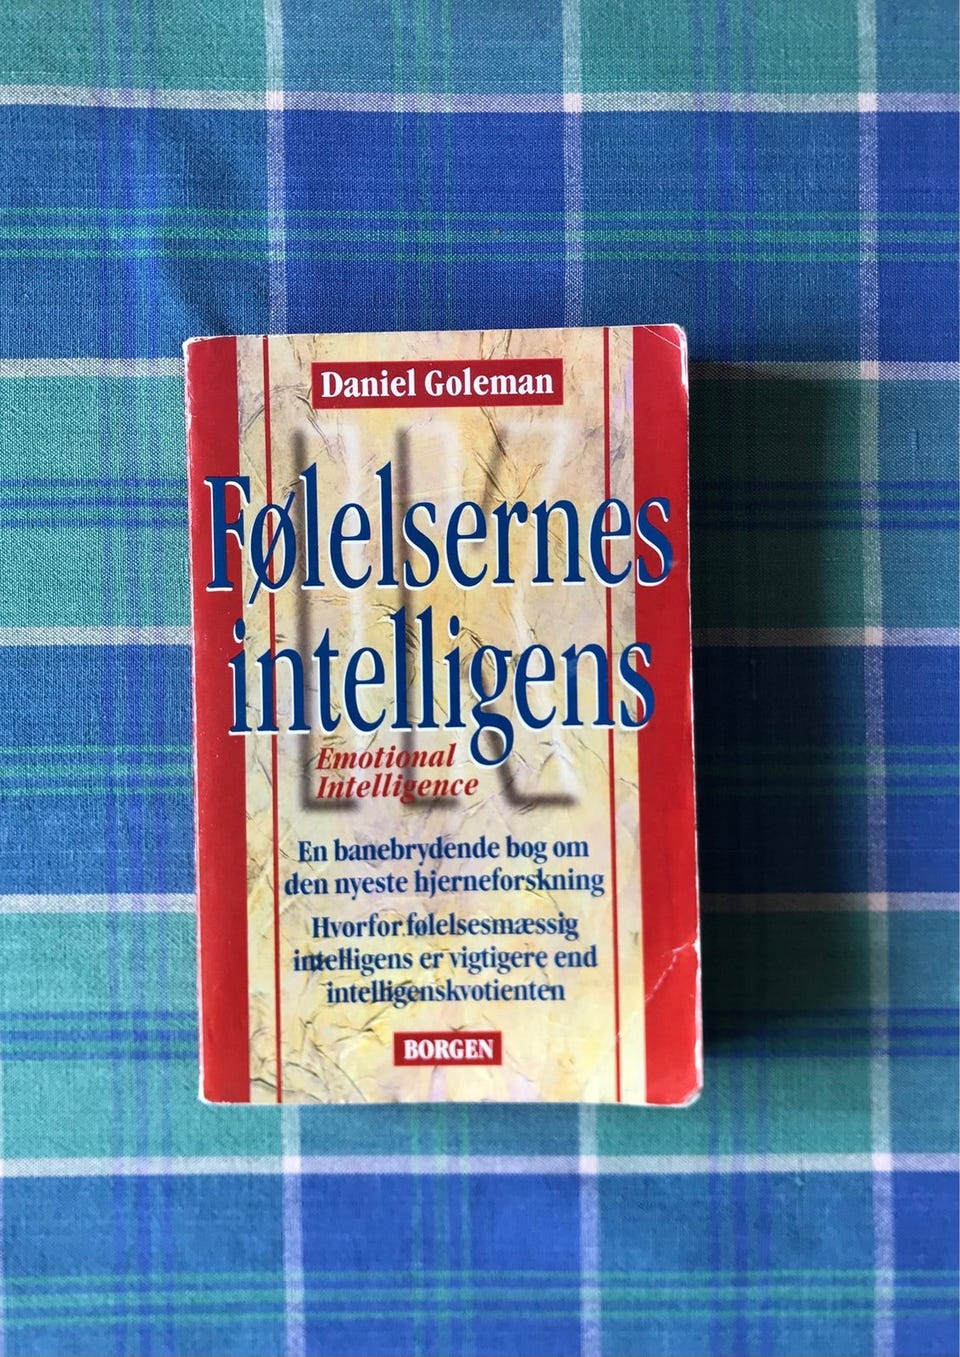 Daniel Goleman
Følelsernes
intelligens
Emotional
Intelligence
En banebrydende bog om
den nyeste hjerneforskning
Hvorfor følelsesmæssig
intelligens er vigtigere end
intelligenskvotienten
BORGEN